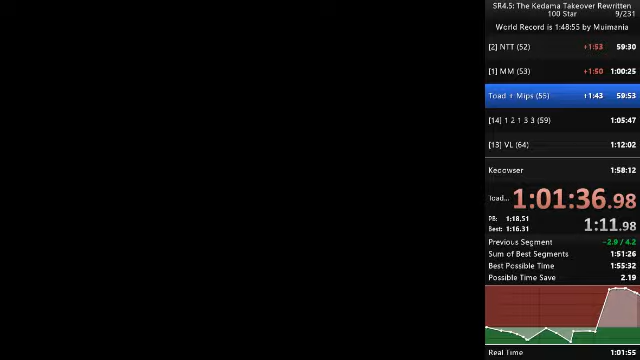 SR4.5: The Kedama Takeover Rewritten
100 Star 9/231
World Record is 1:48:55 by Muimania
[2] NTT (52) +1:53 59:30
[1] MM (53) +1:50 1:00:25
Toad + Mips (55) +1:43 59:53
[14] 1 2 1 3 3 (59) 1:05:47
[13] VL (64) 1:12:02
Kecowser 1:58:12
Toad... 1:01:36.98
PB: 1:18.51
Best: 1:16.31 1:11.98
Previous Segment -2.9 / 4.2
Sum of Best Segments 1:51:26
Best Possible Time 1:55:32
Possible Time Save 2.19
Real Time 1:01:55